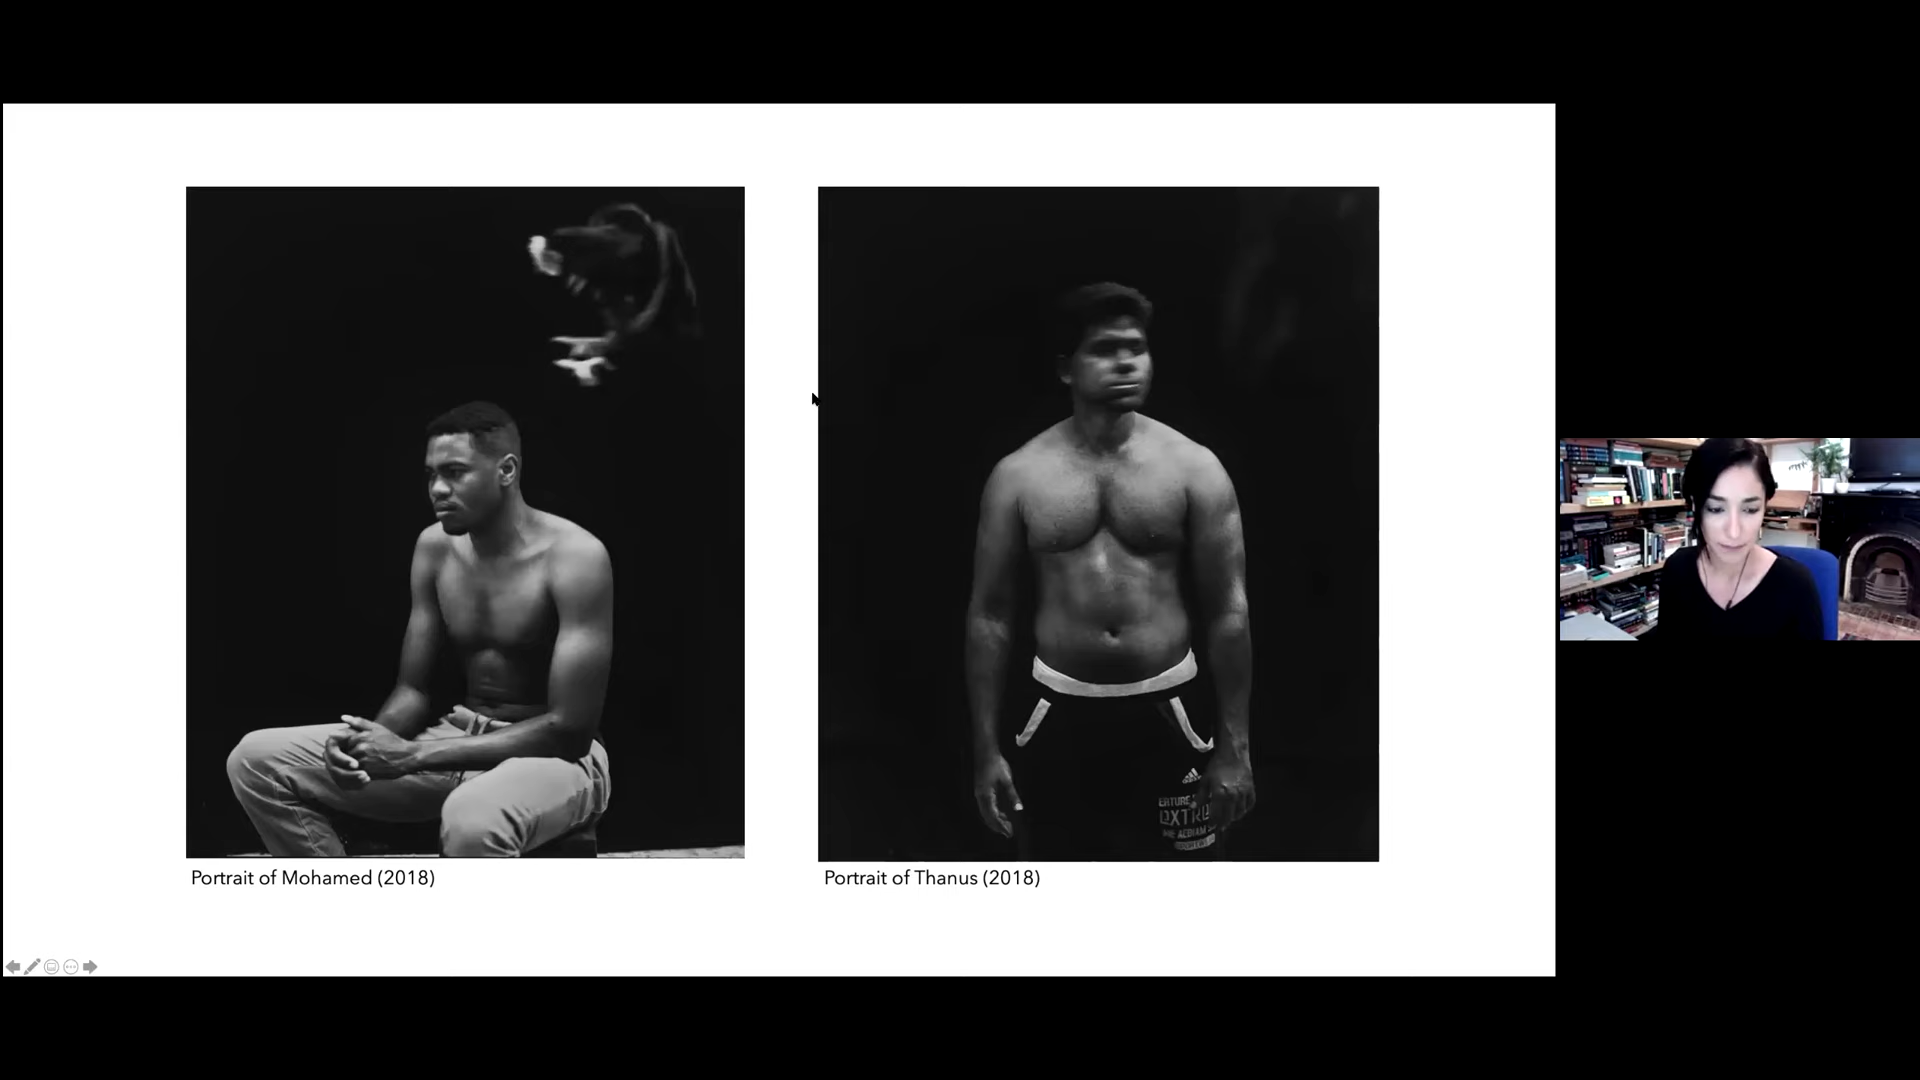 Portrait of Mohamed (2018)
Portrait of Thanus (2018)